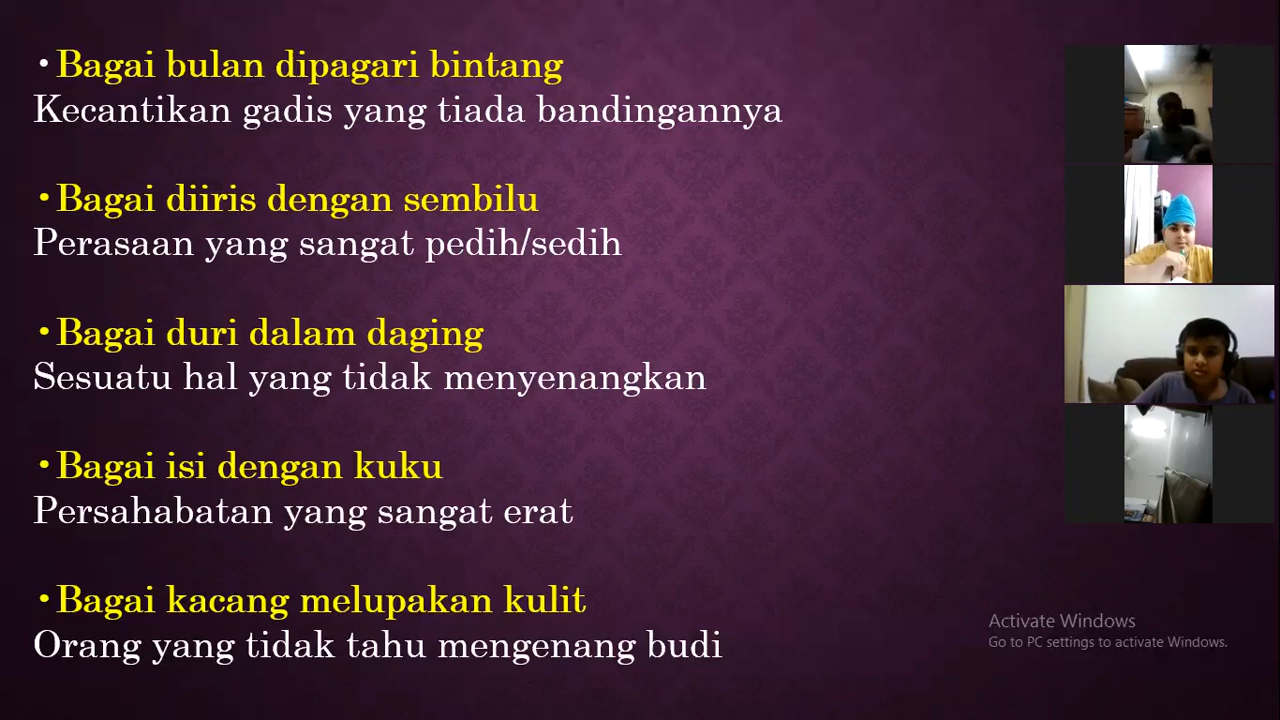 • Bagai bulan dipagari bintang
Kecantikan gadis yang tiada bandingannya
• Bagai diiris dengan sembilu
Perasaan yang sangat pedih/sedih
• Bagai duri dalam daging
Sesuatu hal yang tidak menyenangkan
• Bagai isi dengan kuku
Persahabatan yang sangat erat
• Bagai kacang melupakan kulit
Orang yang tidak tahu mengenang budi
Activate Windows
Go to PC settings to activate Windows.